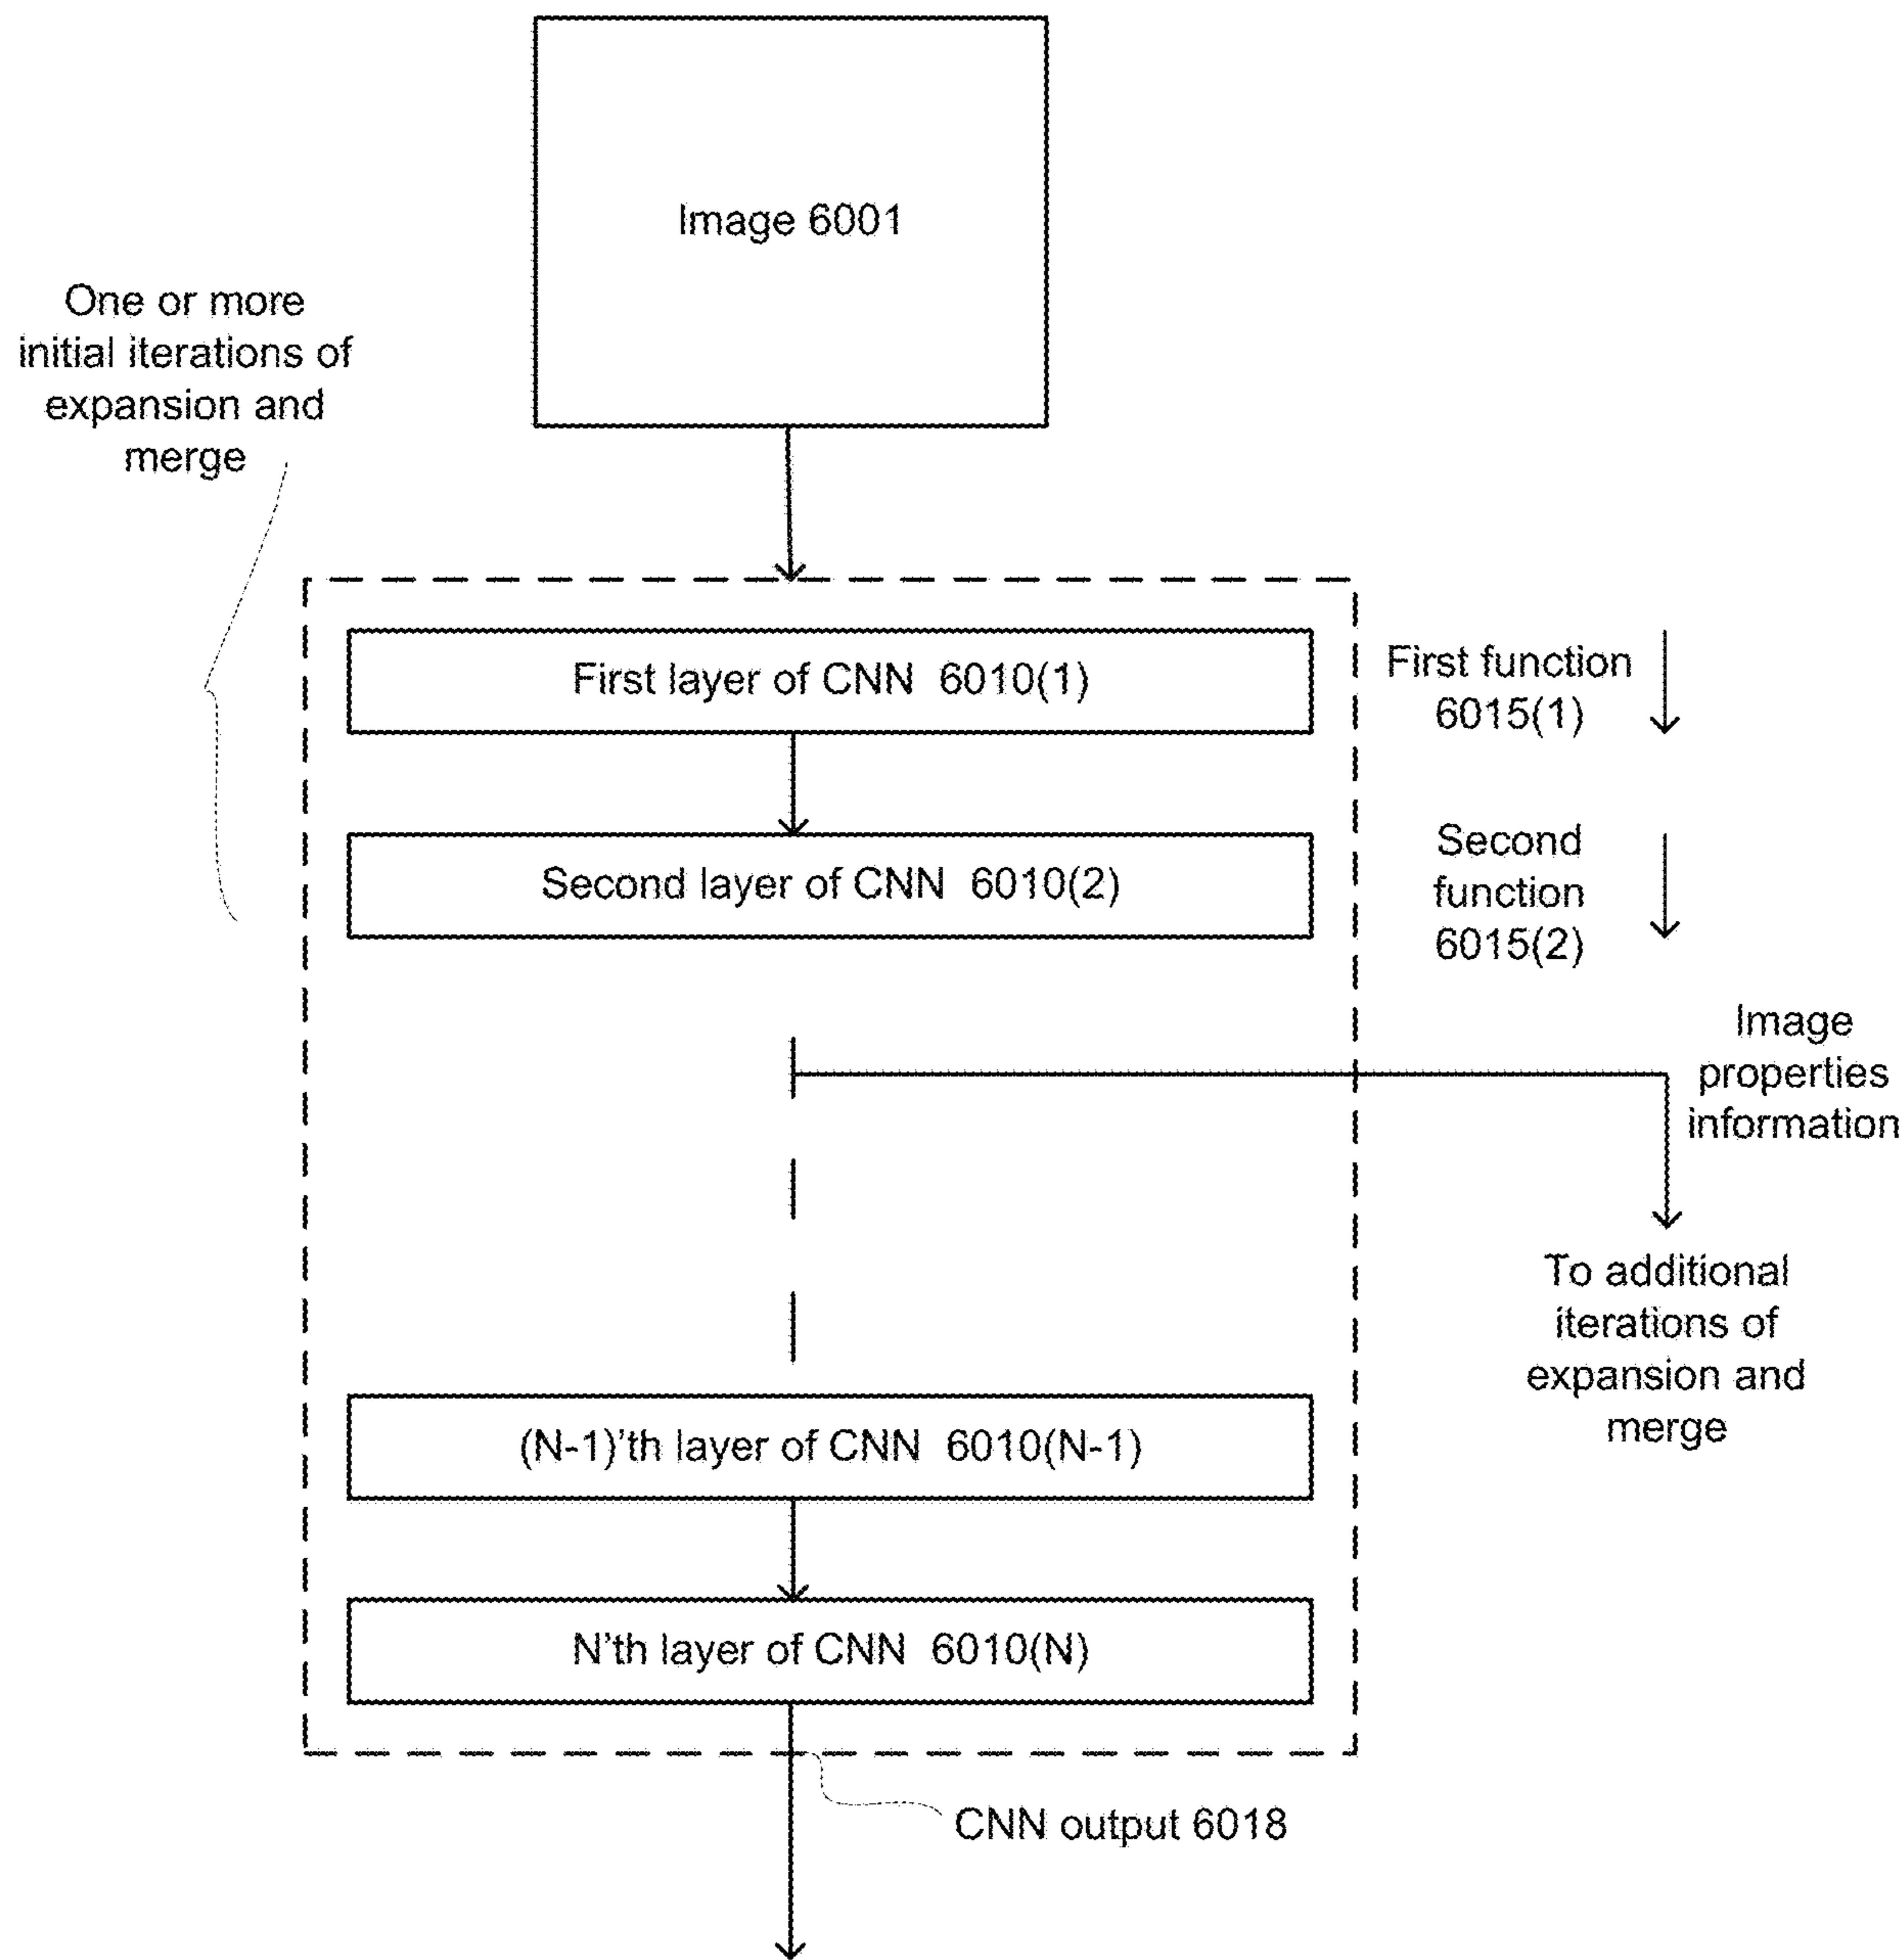 Image 6001
One or more
initial iterations of
expansion and
merge
First layer of CNN 6010(1)
First function
6015(1)
Second layer of CNN 6010(2)
Second
function
6015(2)
Image
properties
information
To additional
iterations of
expansion and
merge
(N-1)'th layer of CNN 6010(N-1)
N'th layer of CNN 6010(N)
CNN output 6018